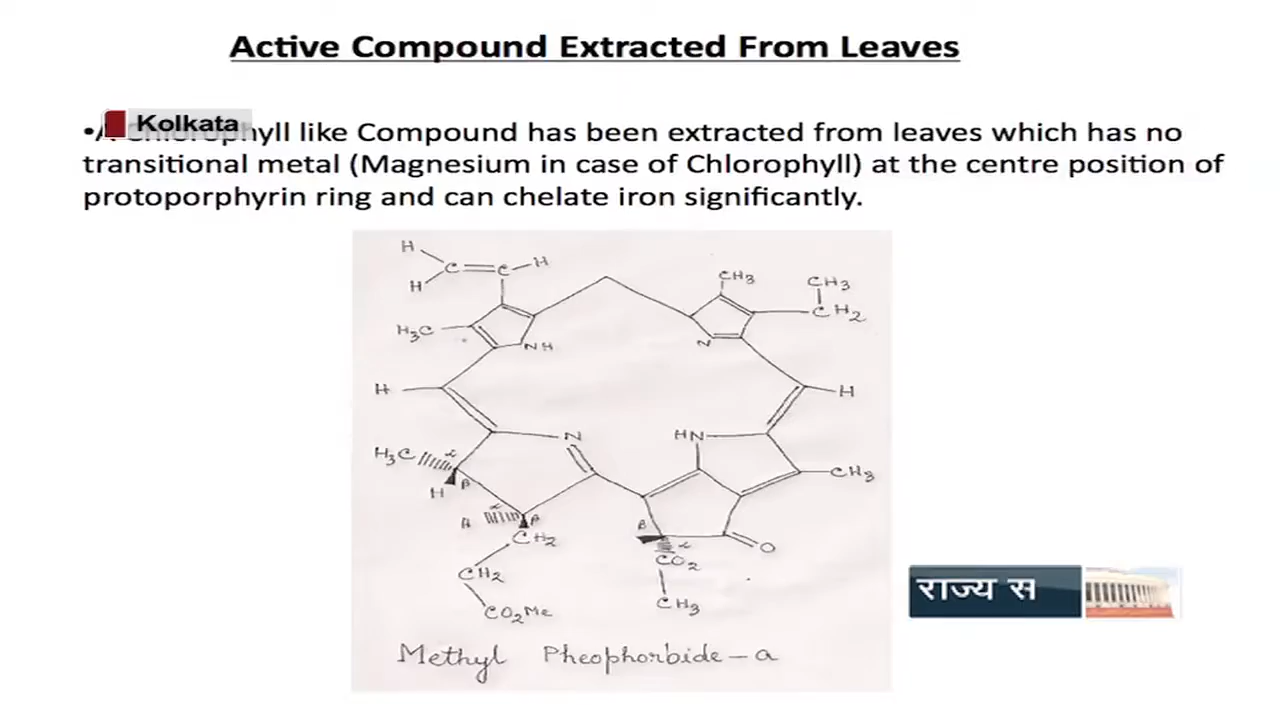 Active Compound Extracted From Leaves
Kolkata
•A Chlorophyll like Compound has been extracted from leaves which has no
transitional metal (Magnesium in case of Chlorophyll) at the centre position of
protoporphyrin ring and can chelate iron significantly.
H
C C H
H
CH3
CH3
CH2
H3C
NH
N
H
H
N
HN
H3C α
H β
CH3
H α β
CH2
β α
O
CO2
CH2
CH3
CO2Me
Methyl Pheophorbide-a
राज्य स